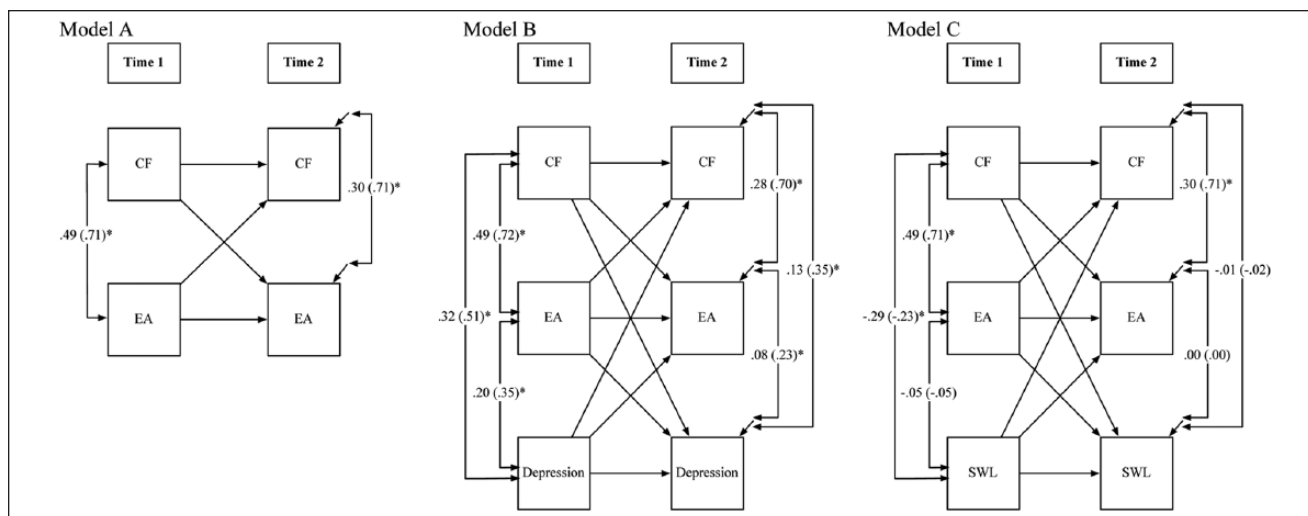 Model A
Time 1
Time 2
CF
CF
.30 (.71)*
.49 (.71)*
EA
EA
Model B
Time 1
Time 2
CF
CF
.28 (.70)*
.49 (.72)*
.13 (.35)*
.32 (.51)*
EA
EA
.08 (.23)*
.20 (.35)*
Depression
Depression
Model C
Time 1
Time 2
CF
CF
.30 (.71)*
.49 (.71)*
-.01 (-.02)
-.29 (-.23)*
EA
EA
.00 (.00)
-.05 (-.05)
SWL
SWL